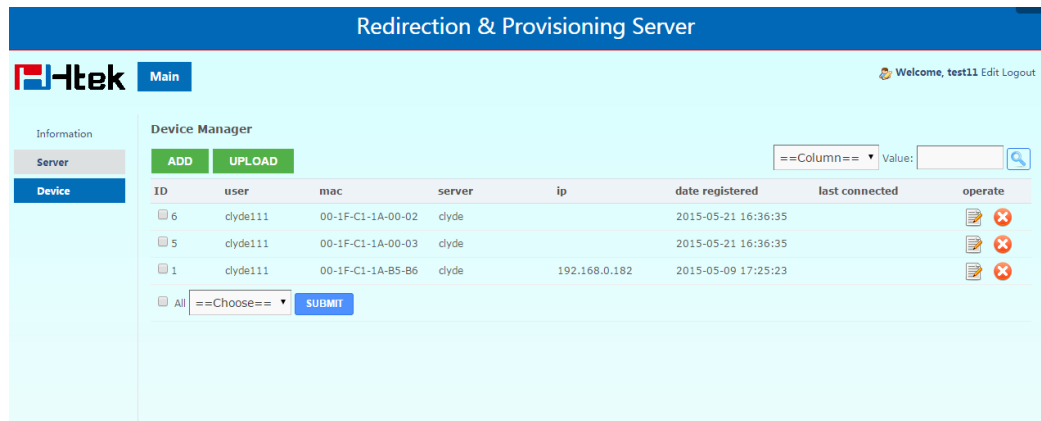 Redirection & Provisioning Server
Htek Main Welcome, test11 Edit Logout
Information
Server
Device
Device Manager
ADD UPLOAD ==Column== Value:
ID user mac server ip date registered last connected operate
6 clyde111 00-1F-C1-1A-00-02 clyde 2015-05-21 16:36:35
5 clyde111 00-1F-C1-1A-00-03 clyde 2015-05-21 16:36:35
1 clyde111 00-1F-C1-1A-B5-B6 clyde 192.168.0.182 2015-05-09 17:25:23
All ==Choose== SUBMIT